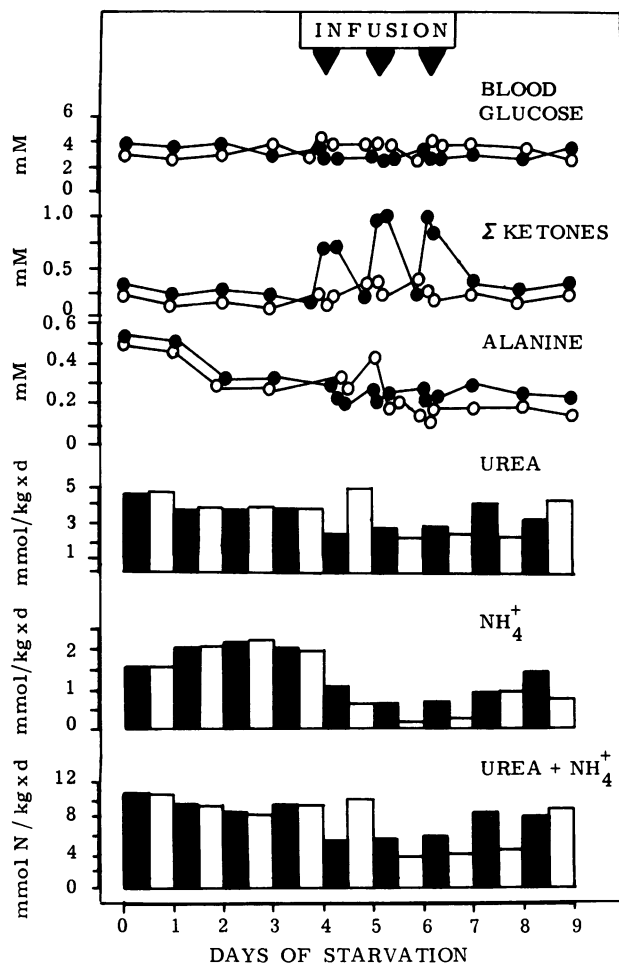 INFUSION
BLOOD
GLUCOSE
mM
6
4
2
0
Σ KETONES
mM
1.0
0.5
0
ALANINE
mM
0.6
0.4
0.2
0
UREA
mmol/kg x d
5
3
1
NH₄⁺
mmol/kg x d
2
1
0
UREA + NH₄⁺
mmol N / kg x d
12
8
4
0
0 1 2 3 4 5 6 7 8 9
DAYS OF STARVATION